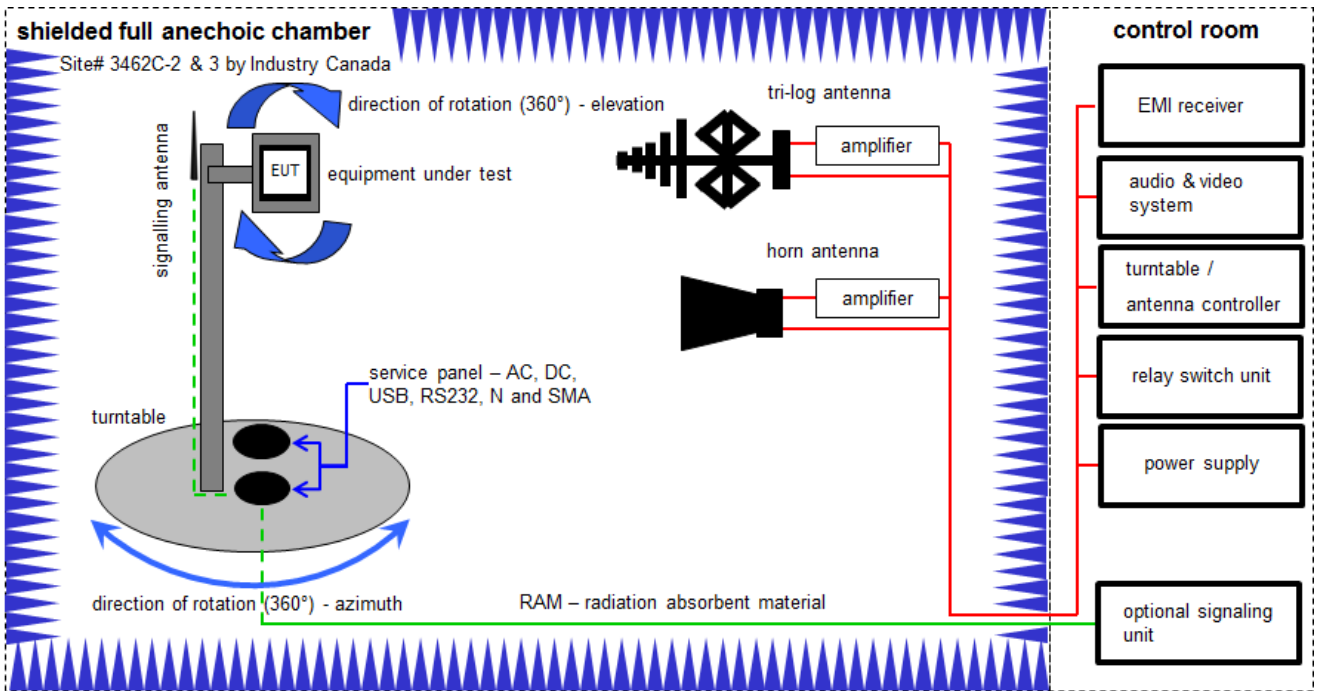 shielded full anechoic chamber
Site# 3462C-2 & 3 by Industry Canada
direction of rotation (360°) - elevation
signalling antenna
EUT
equipment under test
tri-log antenna
amplifier
horn antenna
amplifier
service panel – AC, DC,
USB, RS232, N and SMA
turntable
direction of rotation (360°) - azimuth
RAM – radiation absorbent material
control room
EMI receiver
audio & video
system
turntable /
antenna controller
relay switch unit
power supply
optional signaling
unit